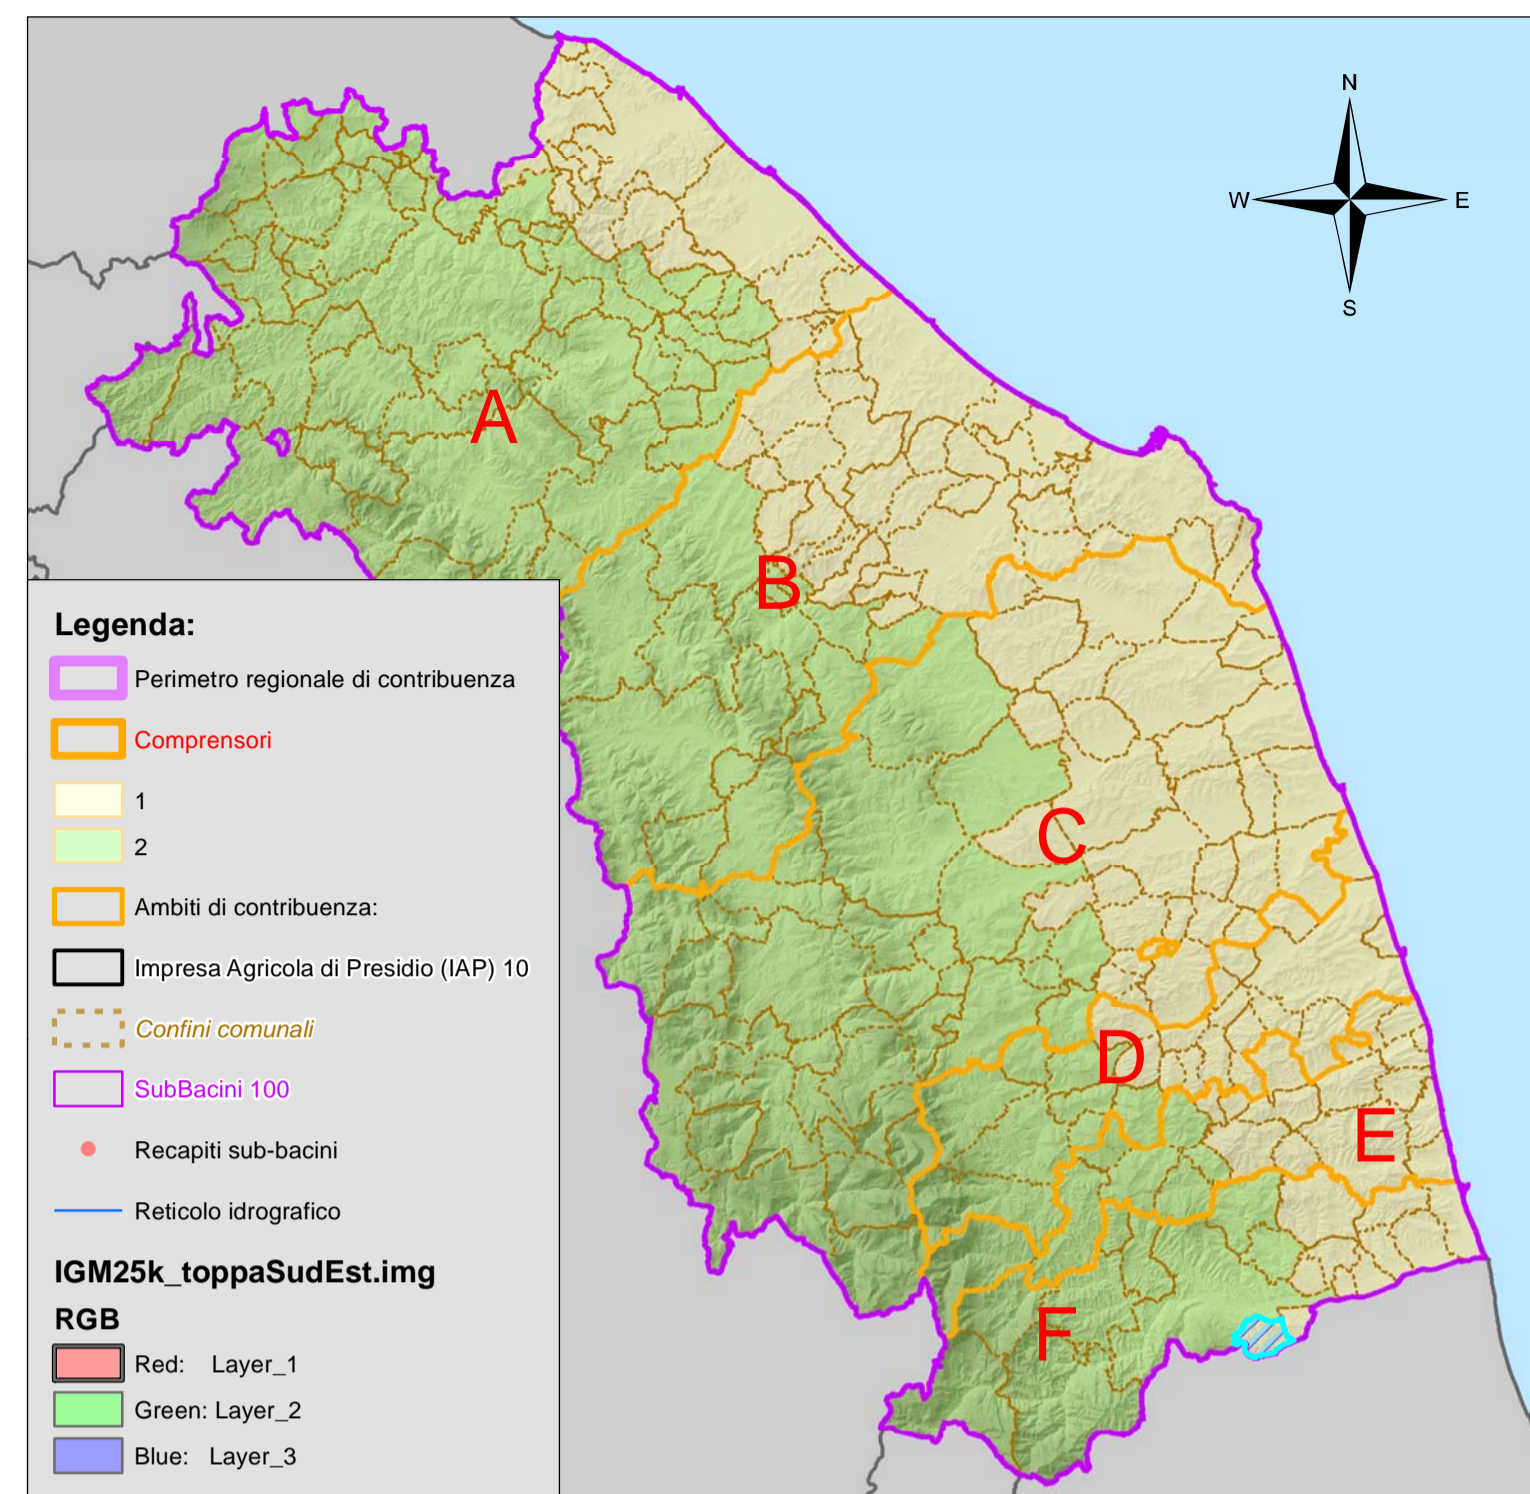 N
W
E
S
A
B
C
D
E
F
Legenda:
Perimetro regionale di contribuenza
Comprensori
1
2
Ambiti di contribuenza:
Impresa Agricola di Presidio (IAP) 10
Confini comunali
SubBacini 100
Recapiti sub-bacini
Reticolo idrografico
IGM25k_toppaSudEst.img
RGB
Red: Layer_1
Green: Layer_2
Blue: Layer_3